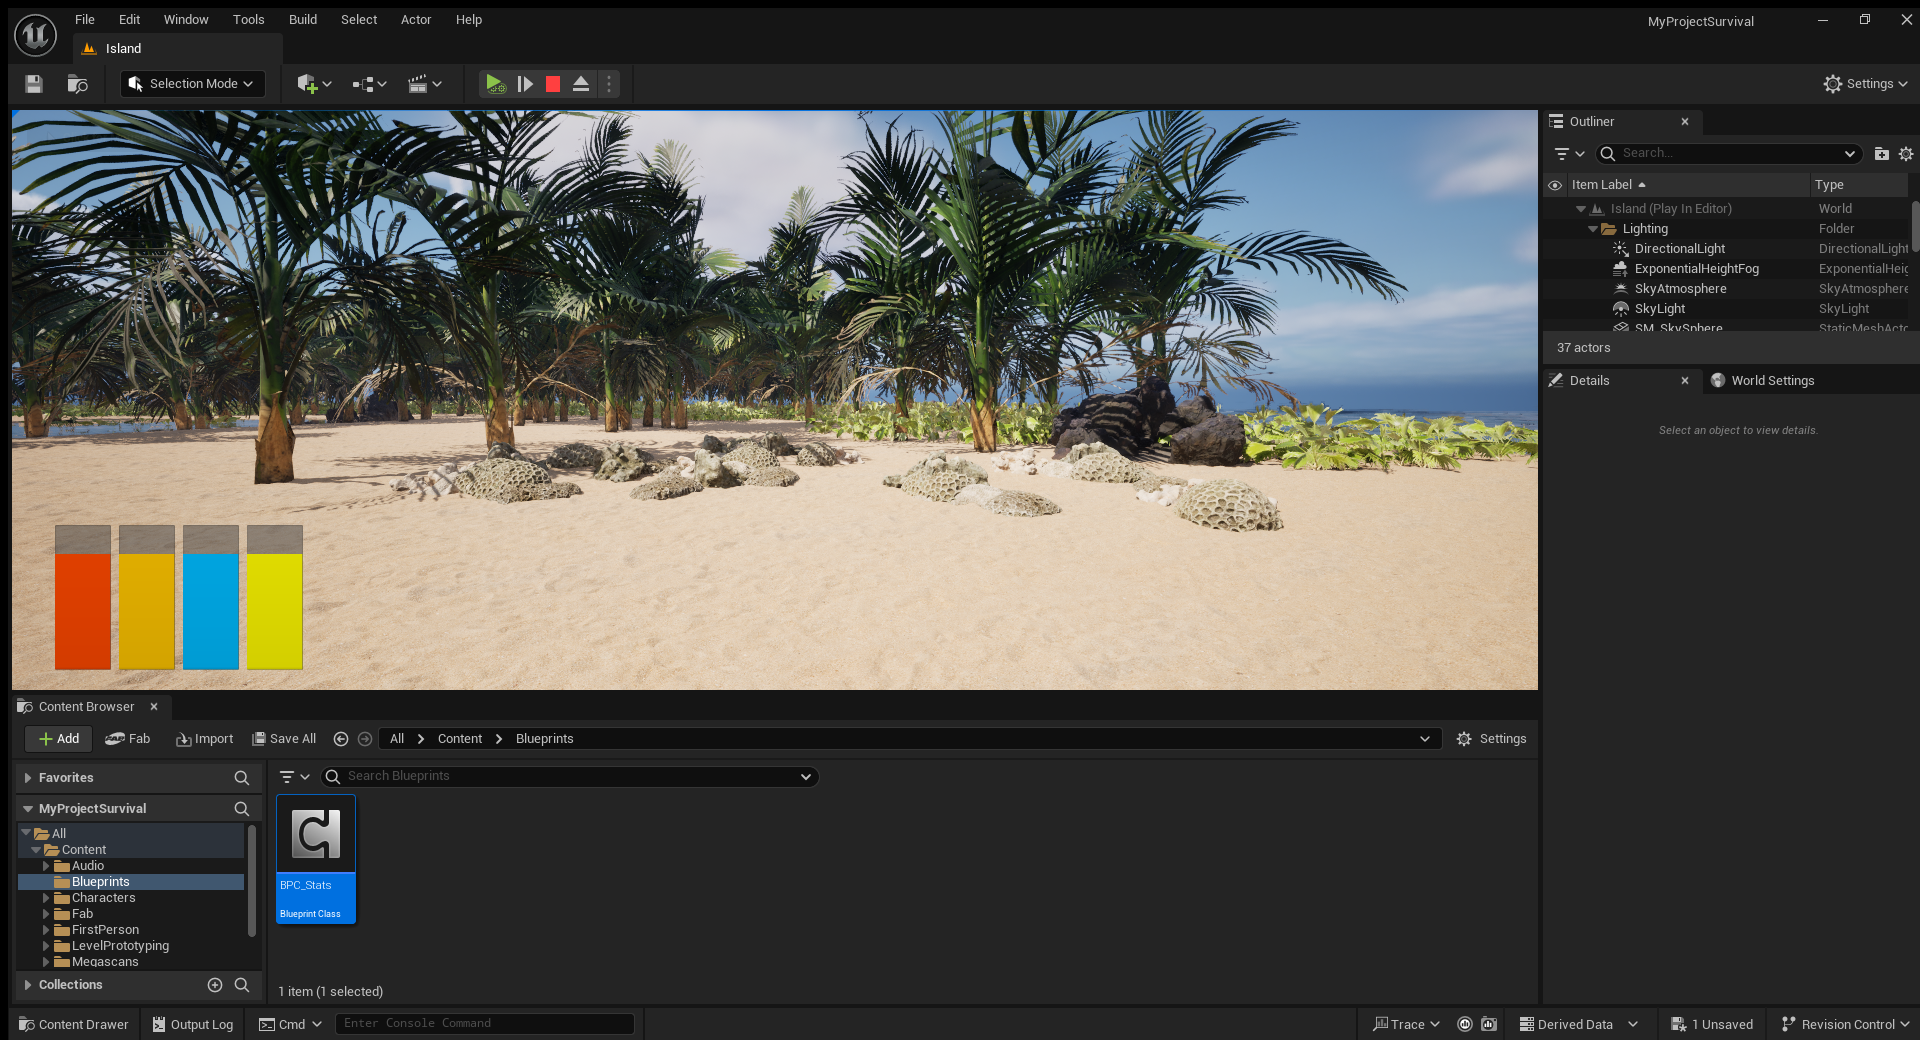 File Edit Window Tools Build Select Actor Help
MyProjectSurvival
Island
Selection Mode
Settings
Outliner
Search...
Item Label Type
Island (Play In Editor) World
Lighting Folder
DirectionalLight DirectionalLight
ExponentialHeightFog ExponentialHeig
SkyAtmosphere SkyAtmosphere
SkyLight SkyLight
SM_SkySphere StaticMeshActo
37 actors
Details
World Settings
Select an object to view details.
Content Browser
Add Fab Import Save All All Content Blueprints Settings
Favorites
Search Blueprints
MyProjectSurvival
All
Content
Audio
Blueprints
Characters
Fab
FirstPerson
LevelPrototyping
Megascans
Collections
BPC_Stats
Blueprint Class
1 item (1 selected)
Content Drawer Output Log Cmd Enter Console Command Trace Derived Data 1 Unsaved Revision Control